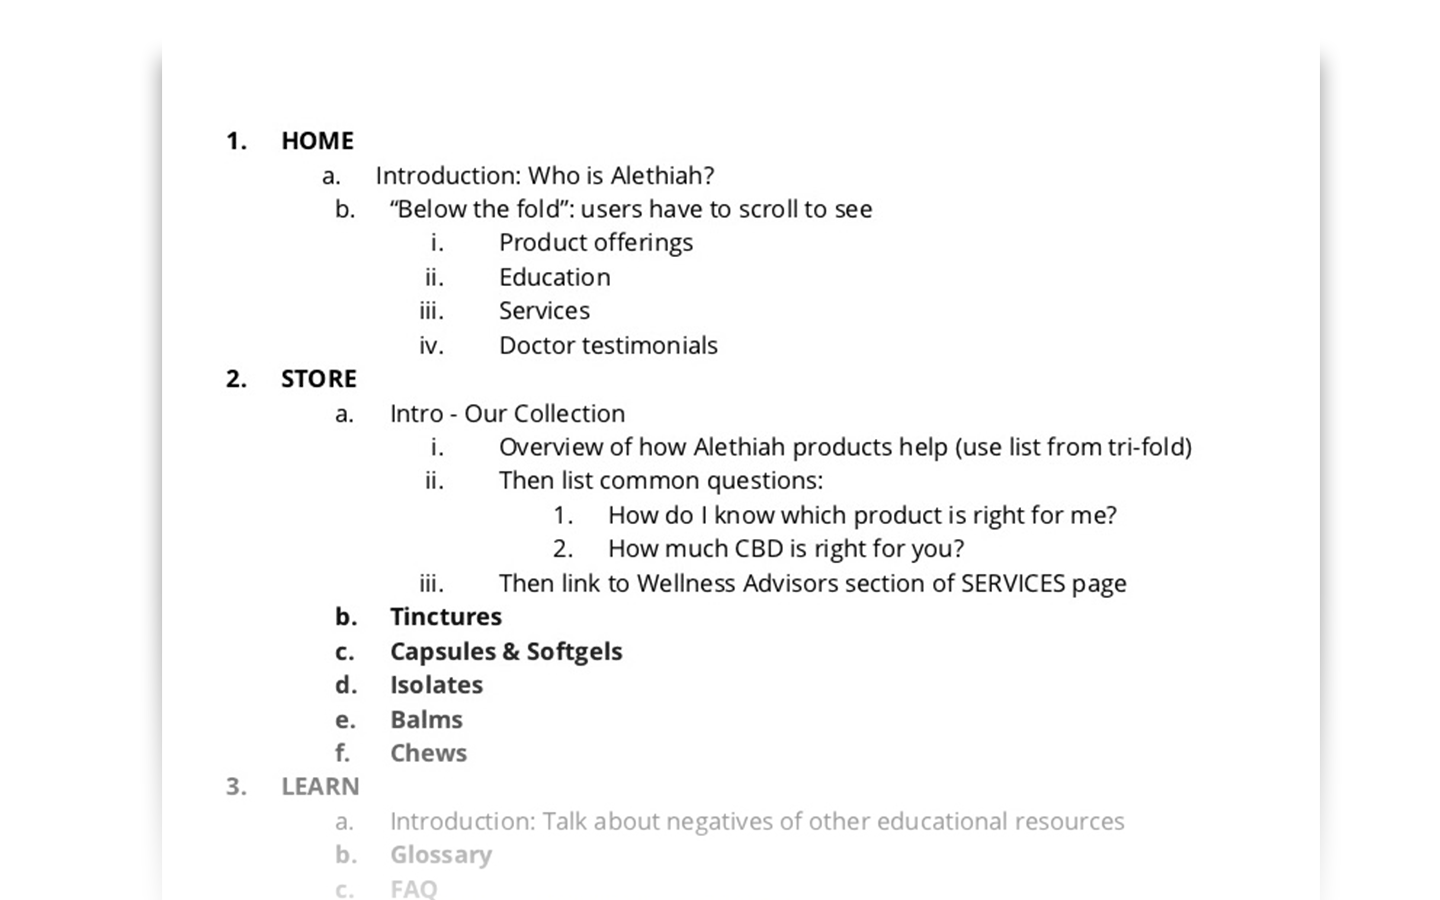 1. HOME
a. Introduction: Who is Alethiah?
b. “Below the fold”: users have to scroll to see
i. Product offerings
ii. Education
iii. Services
iv. Doctor testimonials
2. STORE
a. Intro - Our Collection
i. Overview of how Alethiah products help (use list from tri-fold)
ii. Then list common questions:
1. How do I know which product is right for me?
2. How much CBD is right for you?
iii. Then link to Wellness Advisors section of SERVICES page
b. Tinctures
c. Capsules & Softgels
d. Isolates
e. Balms
f. Chews
3. LEARN
a. Introduction: Talk about negatives of other educational resources
b. Glossary
c. FAQ